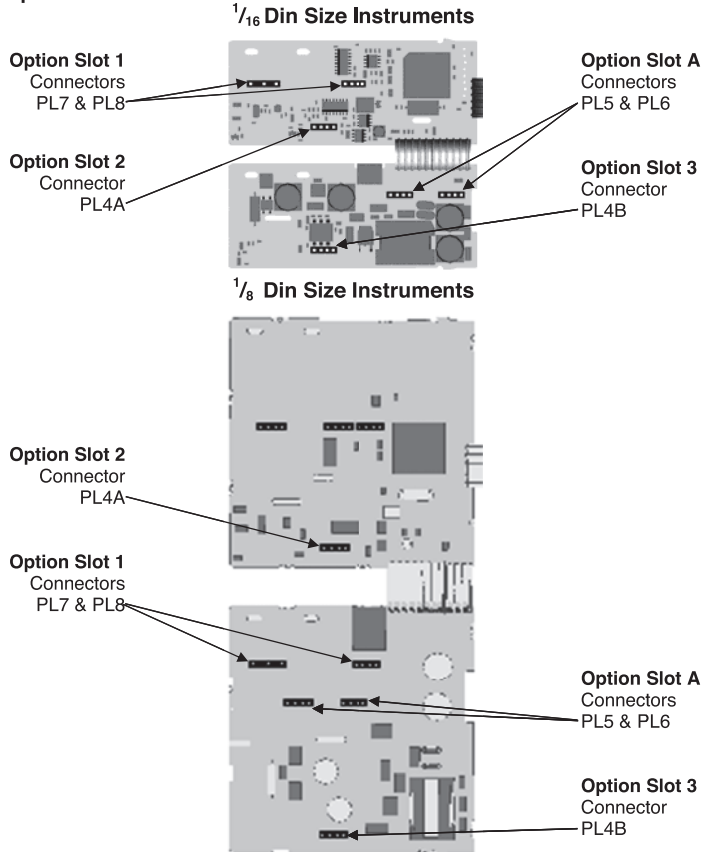 1/16 Din Size Instruments
Option Slot 1
Connectors
PL7 & PL8
Option Slot A
Connectors
PL5 & PL6
Option Slot 2
Connector
PL4A
Option Slot 3
Connector
PL4B
1/8 Din Size Instruments
Option Slot 2
Connector
PL4A
Option Slot 1
Connectors
PL7 & PL8
Option Slot A
Connectors
PL5 & PL6
Option Slot 3
Connector
PL4B